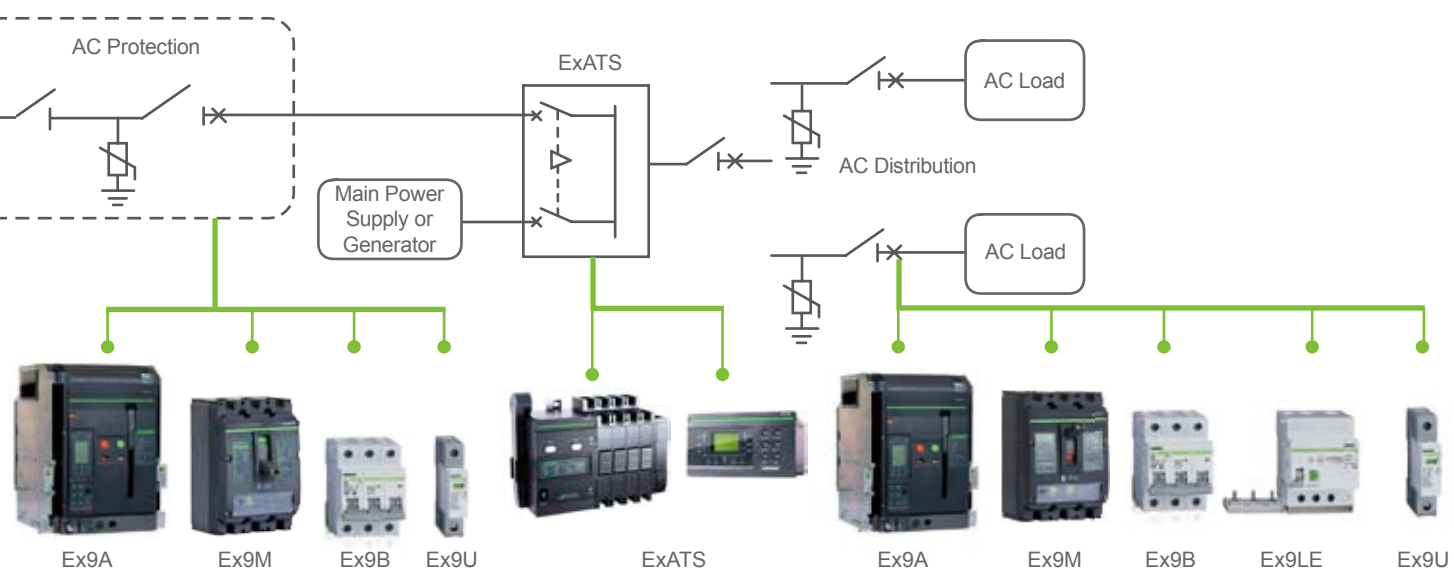 AC Protection
ExATS
AC Load
AC Distribution
Main Power
Supply or
Generator
AC Load
Ex9A
Ex9M
Ex9B
Ex9U
ExATS
Ex9A
Ex9M
Ex9B
Ex9LE
Ex9U